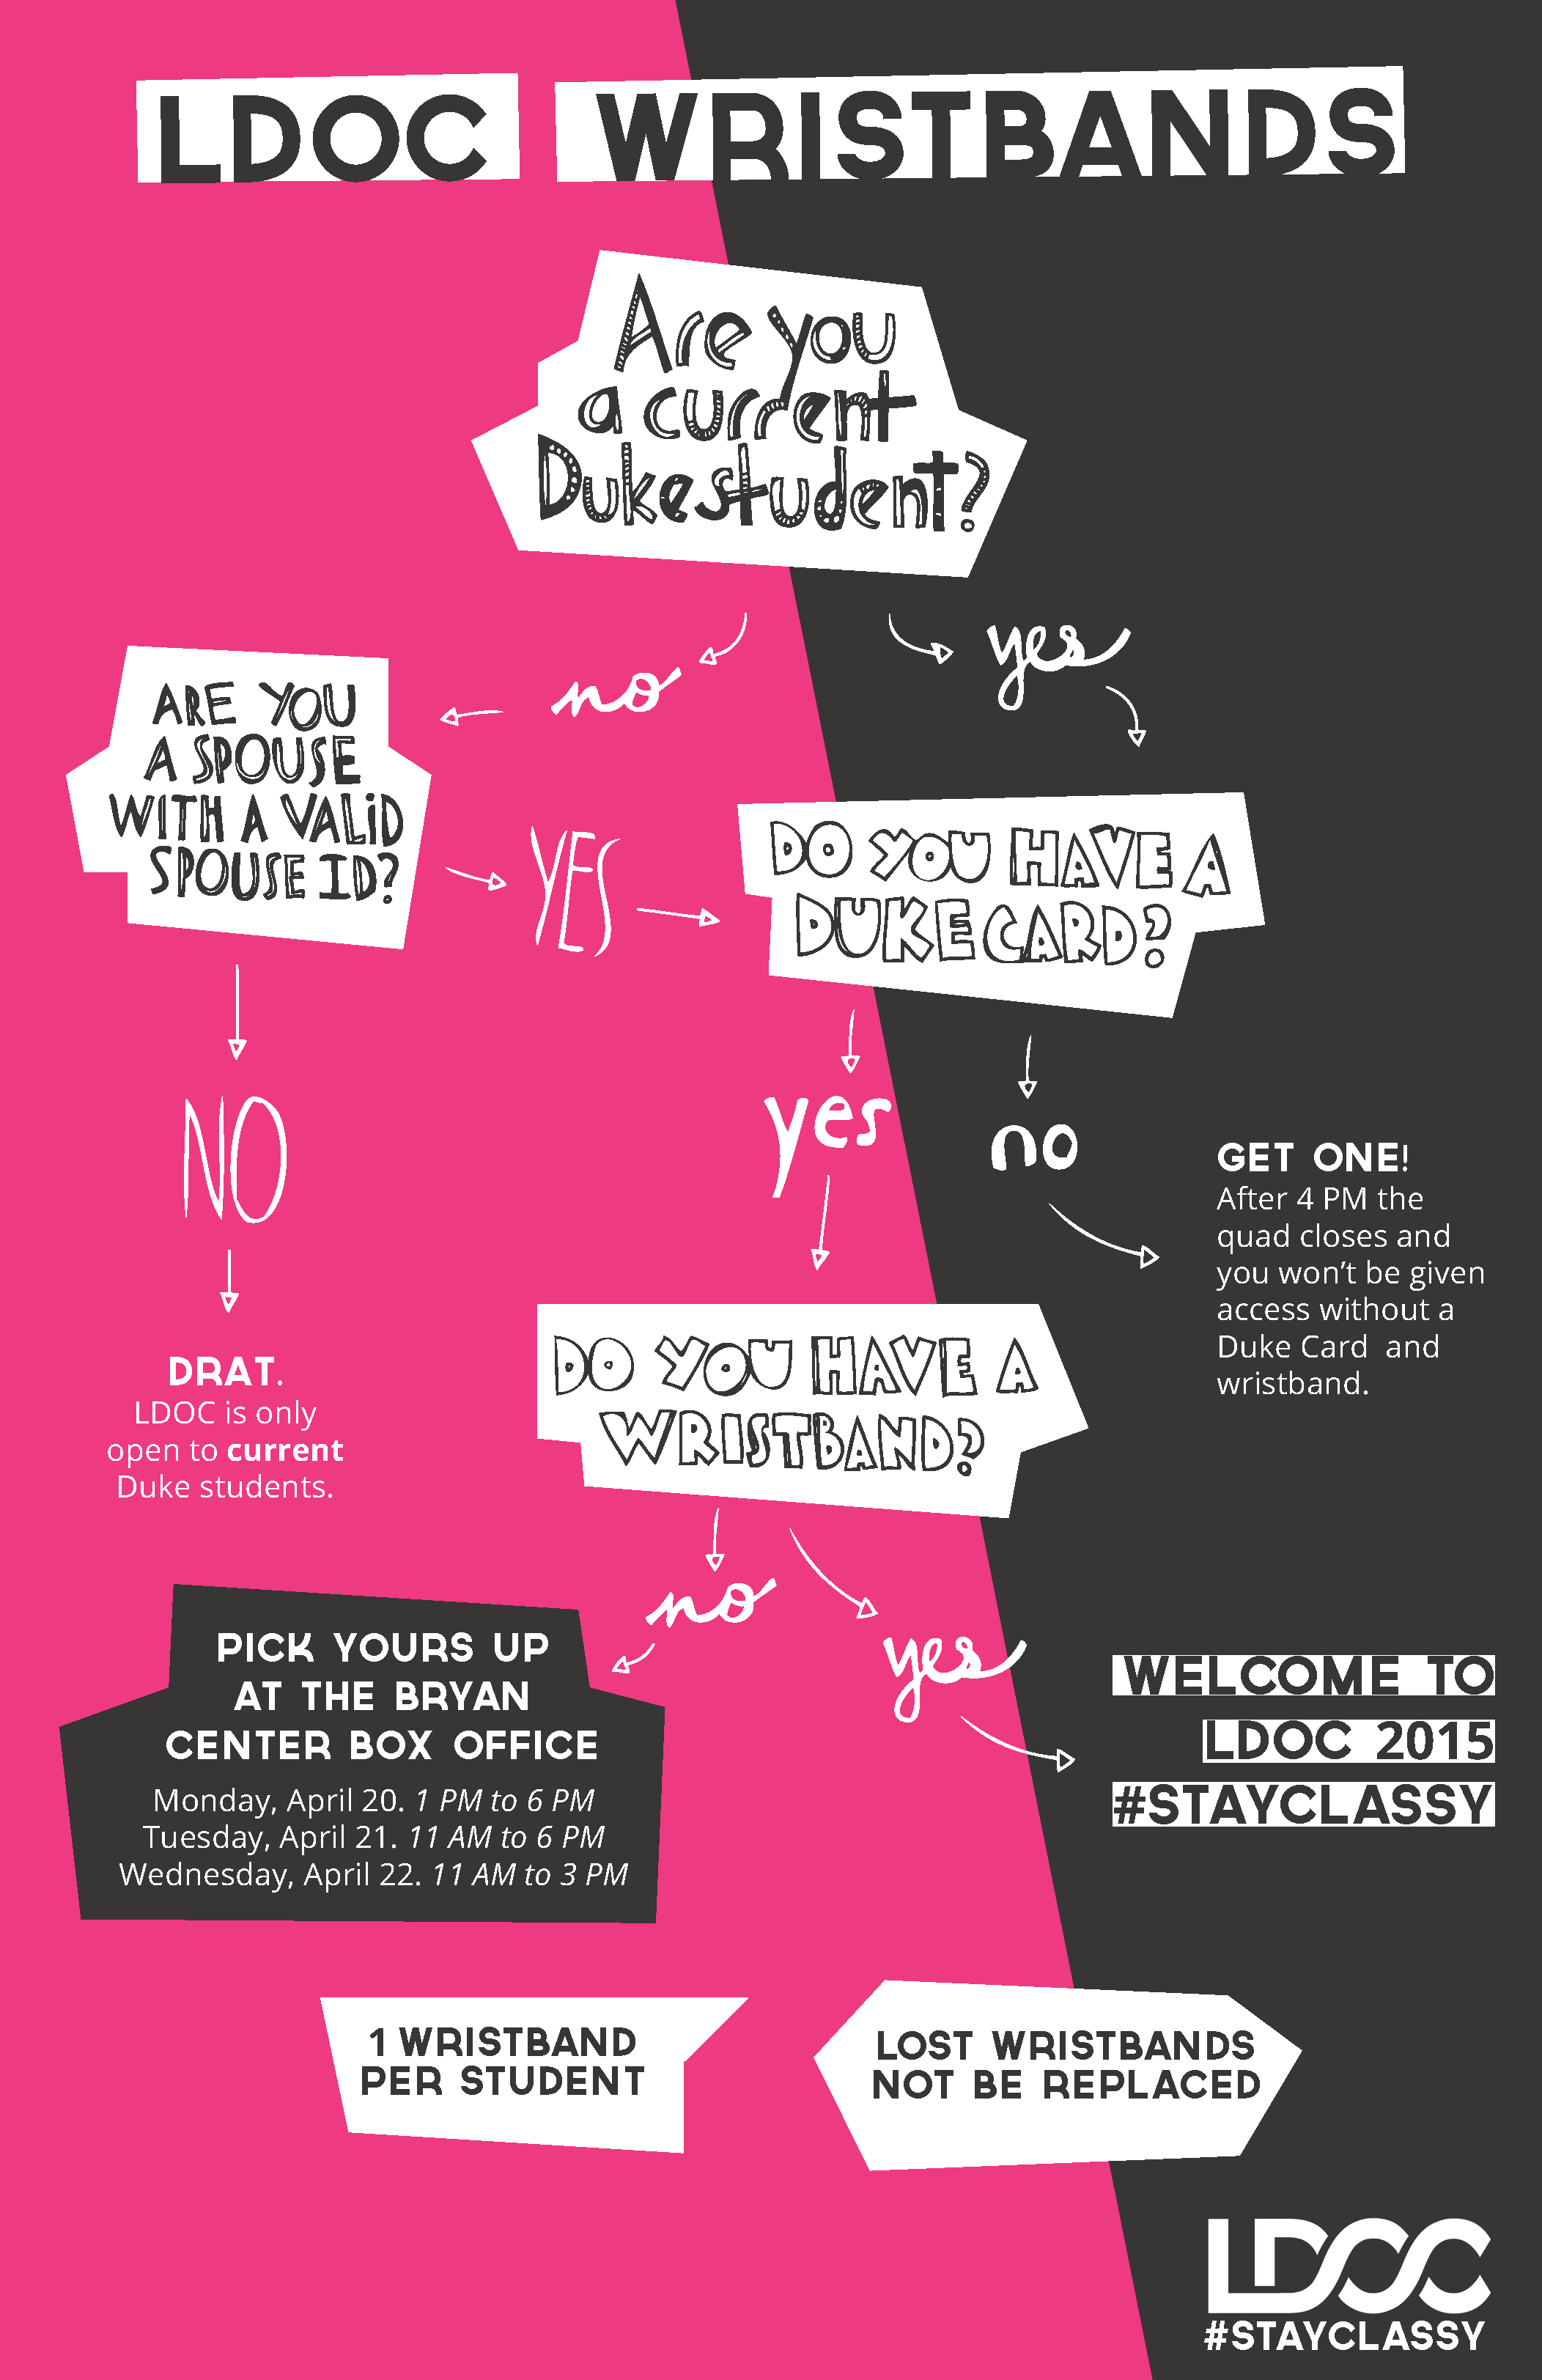 LDOC WRISTBANDS
Are you
a current
Duke student?
no
yes
ARE YOU
A SPOUSE
WITH A VALiD
SPOUSE ID?
YES
DO YOU HAVE A
DUKE CARD?
NO
yes
no
GET ONE!
After 4 PM the
quad closes and
you won't be given
access without a
Duke Card and
wristband.
DRAT.
LDOC is only
open to current
Duke students.
DO YOU HAVE A
WRISTBAND?
no
yes
PICK YOURS UP
AT THE BRYAN
CENTER BOX OFFICE
Monday, April 20. 1 PM to 6 PM
Tuesday, April 21. 11 AM to 6 PM
Wednesday, April 22. 11 AM to 3 PM
WELCOME TO
LDOC 2015
#STAYCLASSY
1 WRISTBAND
PER STUDENT
LOST WRISTBANDS
NOT BE REPLACED
LDOC
#STAYCLASSY